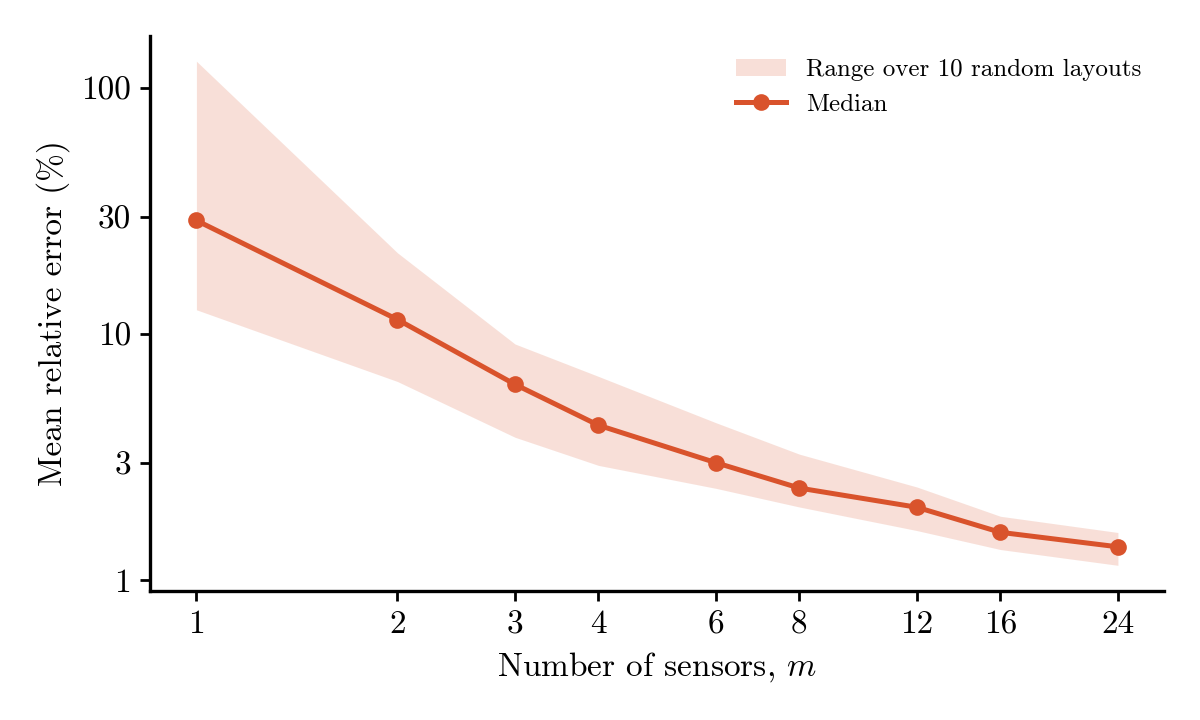 Range over 10 random layouts
Median
Mean relative error (%)
100
30
10
3
1
1 2 3 4 6 8 12 16 24
Number of sensors, m